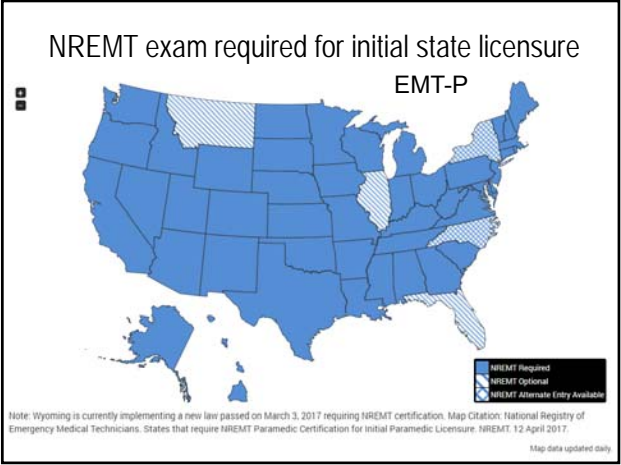 NREMT exam required for initial state licensure
EMT-P
+
-
NREMT Required
NREMT Optional
NREMT Alternate Entry Available
Note: Wyoming is currently implementing a new law passed on March 3, 2017 requiring NREMT certification. Map Citation: National Registry of
Emergency Medical Technicians. States that require NREMT Paramedic Certification for Initial Paramedic Licensure. NREMT. 12 April 2017.
Map data updated daily.